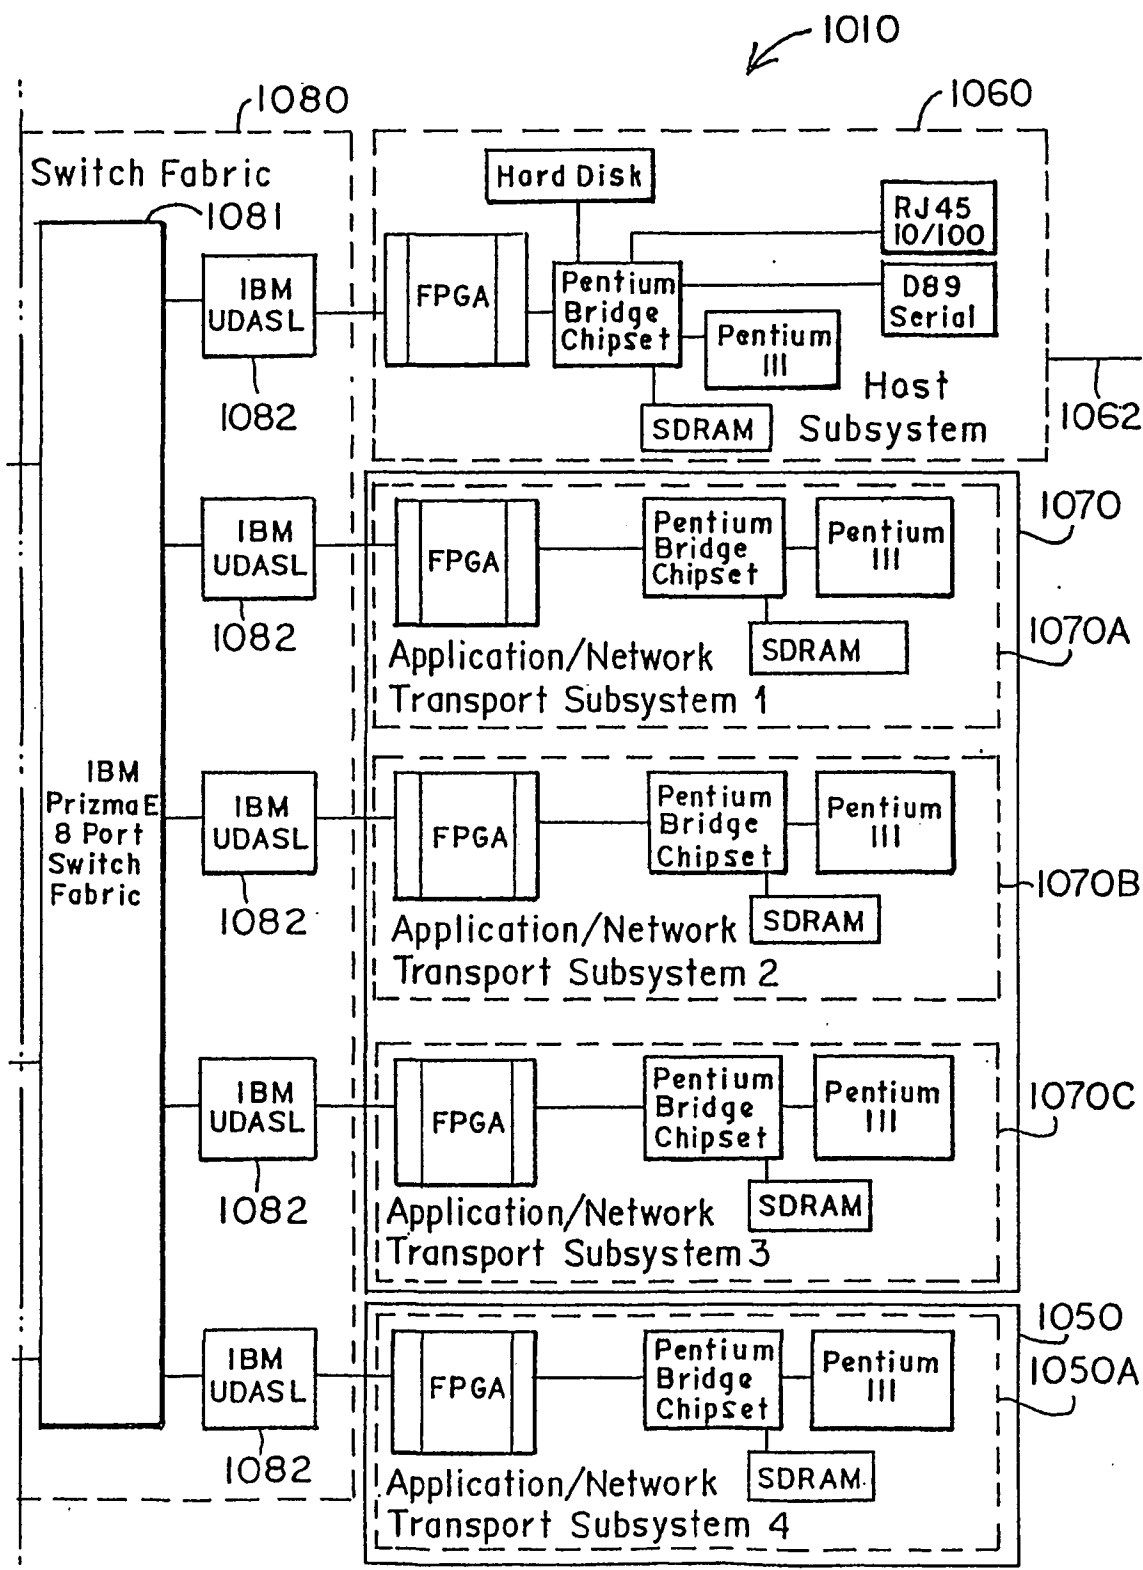 1010
1080
1060
Switch Fabric
1081
Hard Disk
RJ45
10/100
IBM
UDASL
FPGA
Pentium
Bridge
Chipset
D89
Serial
Pentium
III
Host
Subsystem
1082
SDRAM
1062
IBM
UDASL
FPGA
Pentium
Bridge
Chipset
Pentium
III
1070
1082
SDRAM
1070A
Application/Network
Transport Subsystem 1
IBM
PrizmaE
8 Port
Switch
Fabric
IBM
UDASL
FPGA
Pentium
Bridge
Chipset
Pentium
III
1070B
1082
SDRAM
Application/Network
Transport Subsystem 2
IBM
UDASL
FPGA
Pentium
Bridge
Chipset
Pentium
III
1070C
1082
SDRAM
Application/Network
Transport Subsystem 3
1050
IBM
UDASL
FPGA
Pentium
Bridge
Chipset
Pentium
III
1050A
1082
SDRAM
Application/Network
Transport Subsystem 4